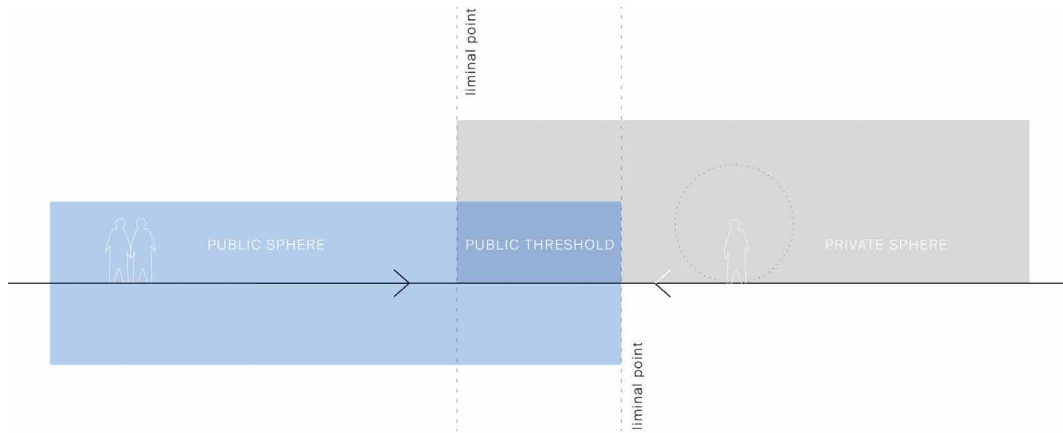 liminal point
PUBLIC SPHERE
PUBLIC THRESHOLD
PRIVATE SPHERE
liminal point